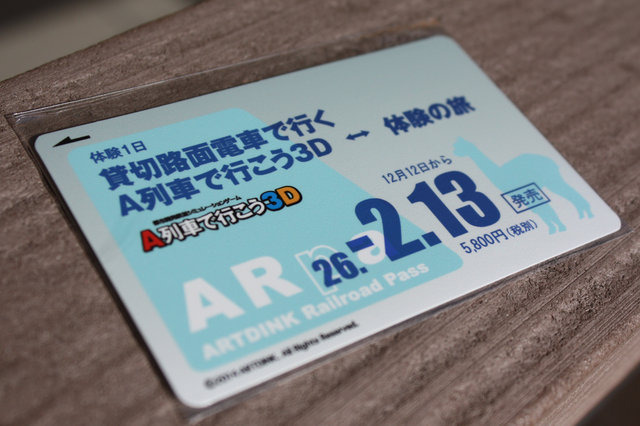 体験1日
貸切路面電車で行く
A列車で行こう3D
↔ 体験の旅
A列車で行こう3D
12月12日から
26.-2.13
発売
5,800円(税別)
ARpa
ARTDINK Railroad Pass
ARTDINK. All Rights Reserved.